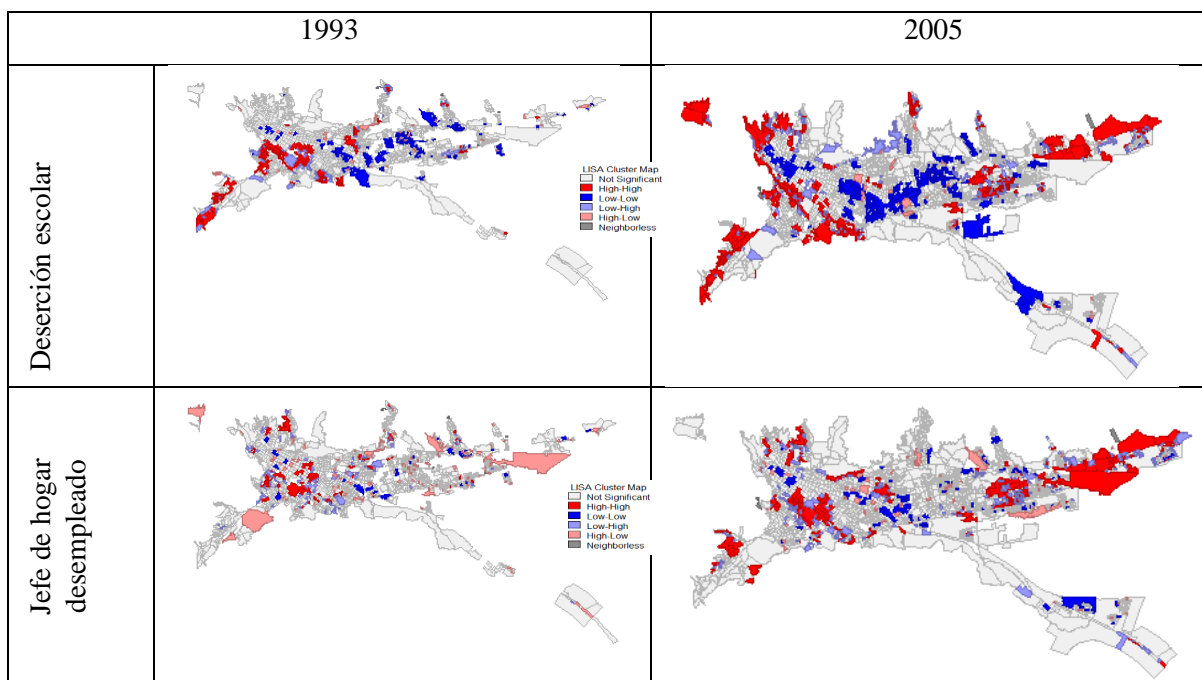 1993
2005
Deserción escolar
LISA Cluster Map
Not Significant
High-High
Low-Low
Low-High
High-Low
Neighborless
Jefe de hogar
desempleado
LISA Cluster Map
Not Significant
High-High
Low-Low
Low-High
High-Low
Neighborless